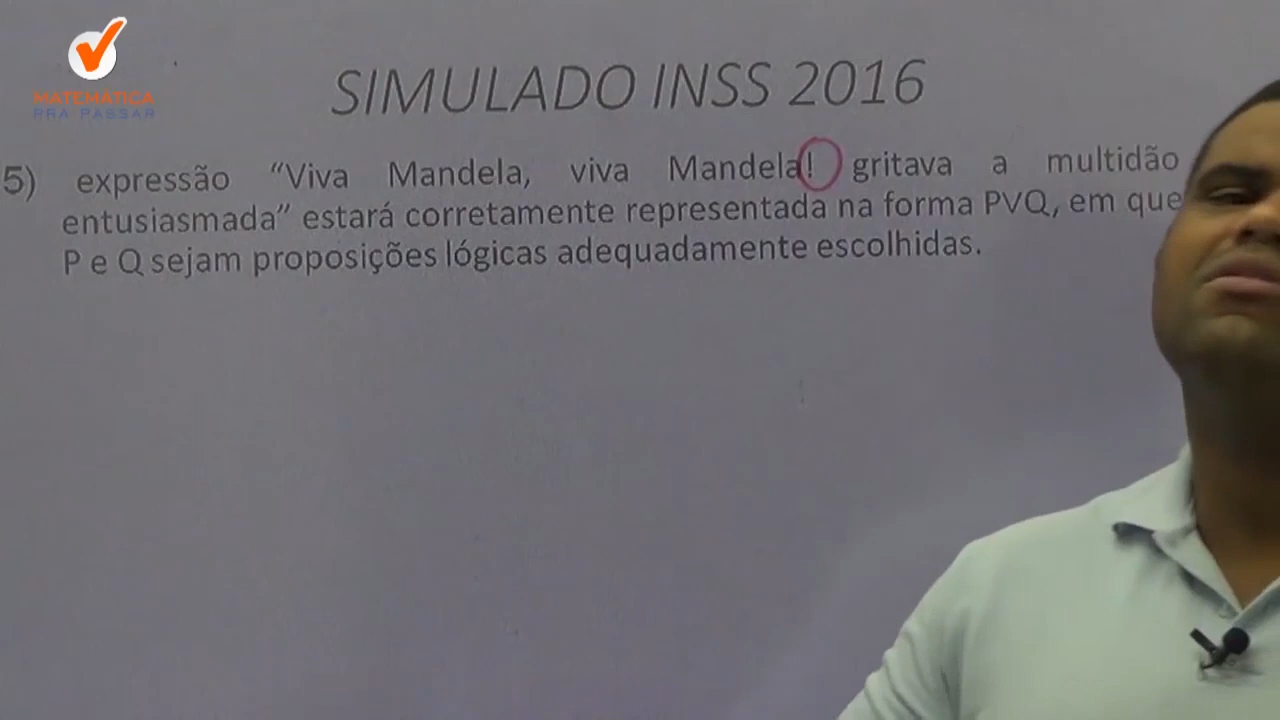 MATEMÁTICA
PRA PASSAR
SIMULADO INSS 2016
5) expressão “Viva Mandela, viva Mandela! gritava a multidão
entusiasmada” estará corretamente representada na forma PVQ, em que
P e Q sejam proposições lógicas adequadamente escolhidas.